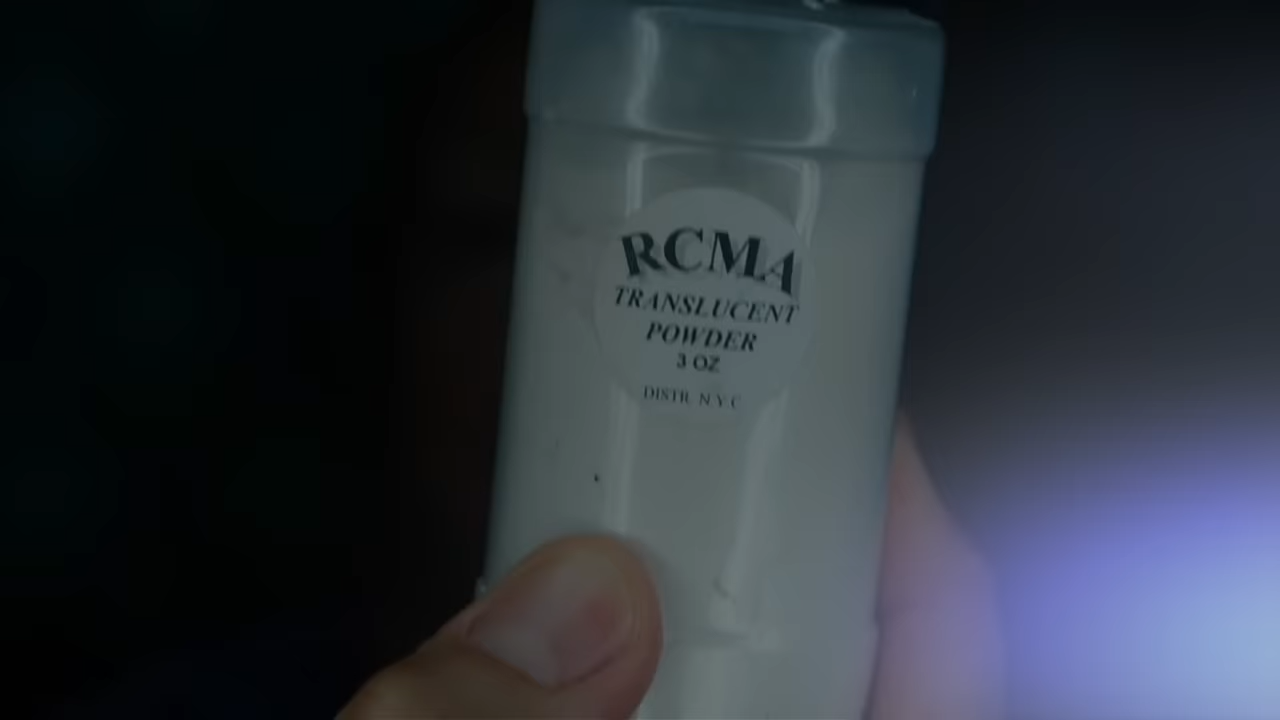 RCMA
TRANSLUCENT
POWDER
3 OZ
DISTR. N.Y.C